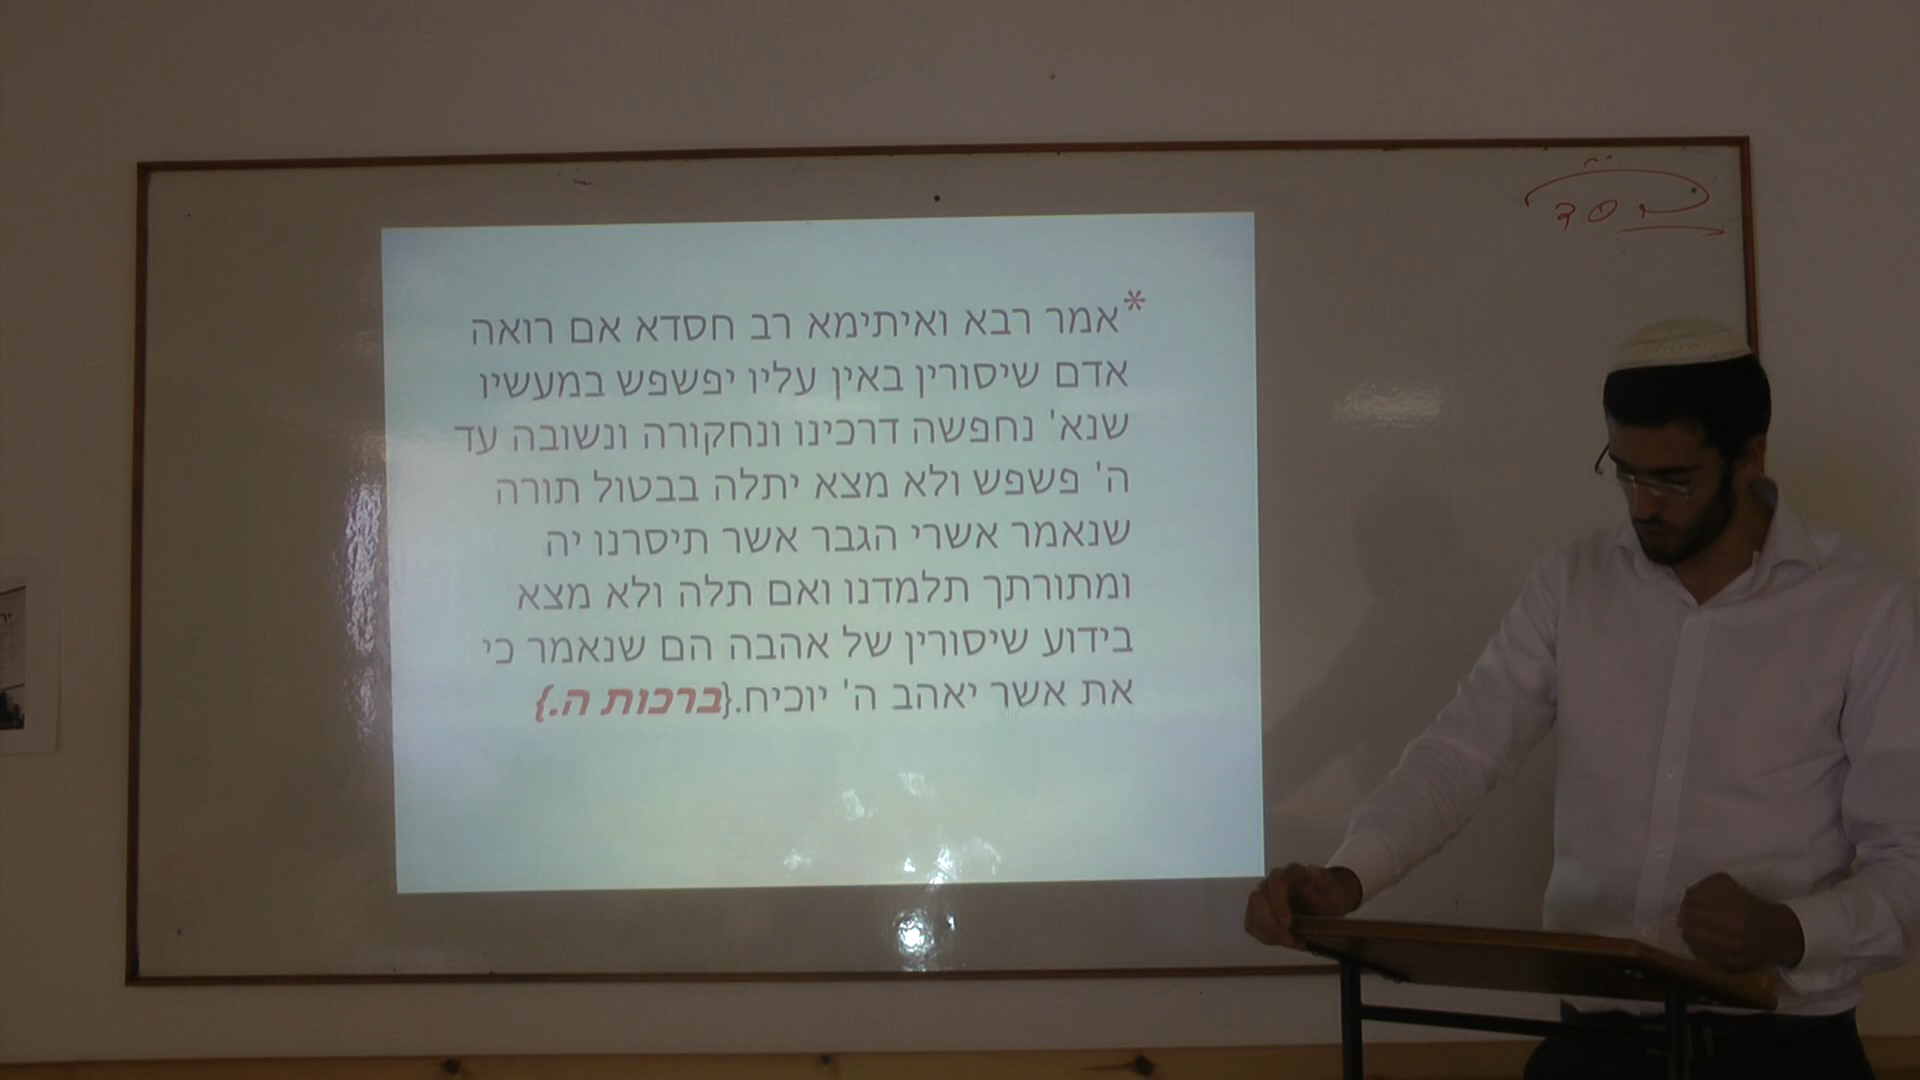 *אמר רבא ואיתימא רב חסדא אם רואה
אדם שיסורין באין עליו יפשפש במעשיו
שנא' נחפשה דרכינו ונחקורה ונשובה עד
ה' פשפש ולא מצא יתלה בבטול תורה
שנאמר אשרי הגבר אשר תיסרנו יה
ומתורתך תלמדנו ואם תלה ולא מצא
בידוע שיסורין של אהבה הם שנאמר כי
את אשר יאהב ה' יוכיח.{ברכות ה.}